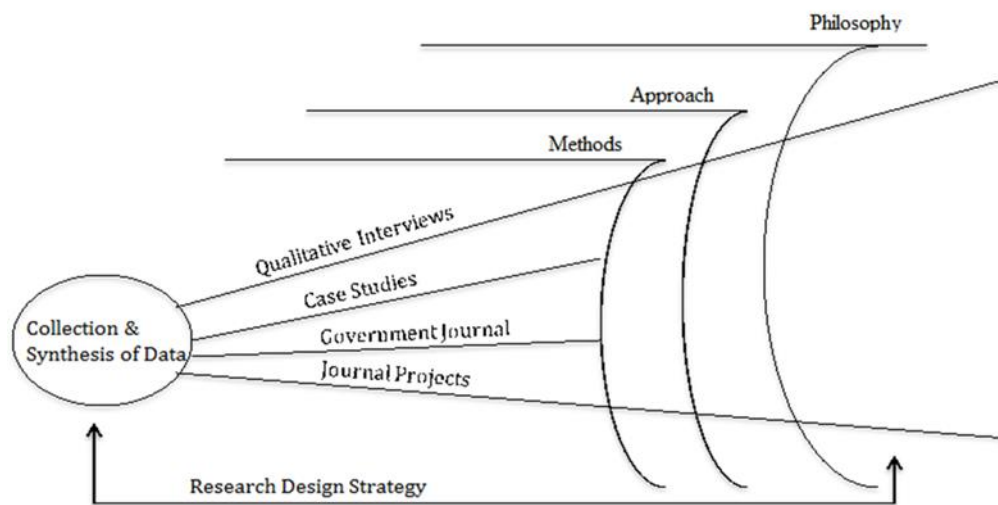 Philosophy
Approach
Methods
Qualitative Interviews
Case Studies
Government Journal
Journal Projects
Collection &
Synthesis of Data
Research Design Strategy